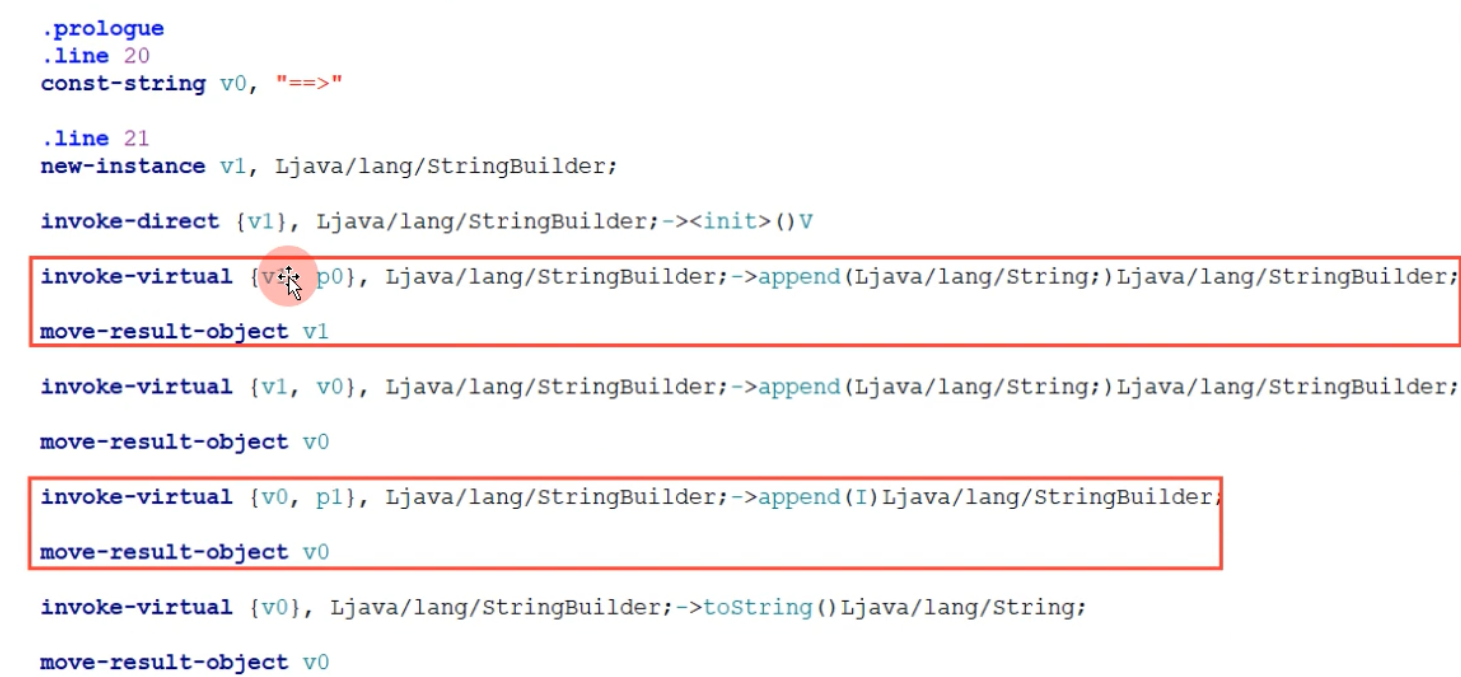 .prologue
.line 20
const-string v0, "==>"
.line 21
new-instance v1, Ljava/lang/StringBuilder;
invoke-direct {v1}, Ljava/lang/StringBuilder;-><init>()V
invoke-virtual {v1, p0}, Ljava/lang/StringBuilder;->append(Ljava/lang/String;)Ljava/lang/StringBuilder;
move-result-object v1
invoke-virtual {v1, v0}, Ljava/lang/StringBuilder;->append(Ljava/lang/String;)Ljava/lang/StringBuilder;
move-result-object v0
invoke-virtual {v0, p1}, Ljava/lang/StringBuilder;->append(I)Ljava/lang/StringBuilder;
move-result-object v0
invoke-virtual {v0}, Ljava/lang/StringBuilder;->toString()Ljava/lang/String;
move-result-object v0